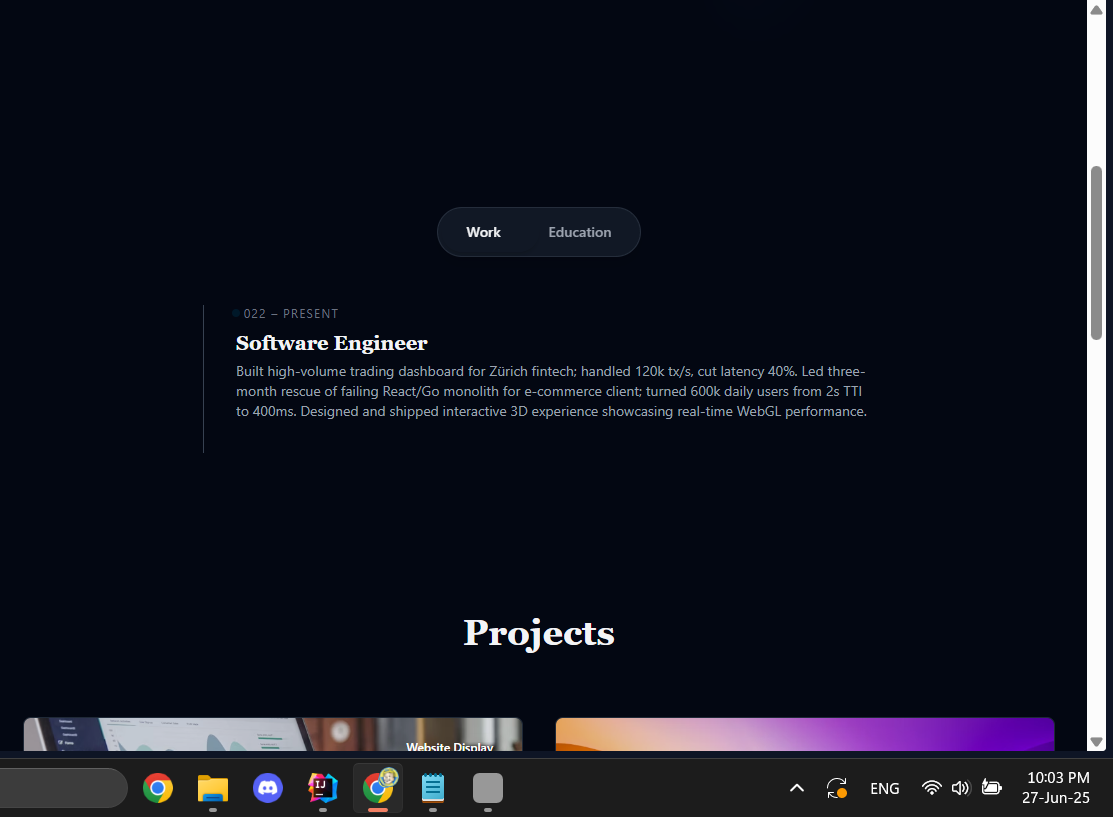 Work
Education
022 – PRESENT
Software Engineer
Built high-volume trading dashboard for Zürich fintech; handled 120k tx/s, cut latency 40%. Led three-
month rescue of failing React/Go monolith for e-commerce client; turned 600k daily users from 2s TTI
to 400ms. Designed and shipped interactive 3D experience showcasing real-time WebGL performance.
Projects
Website Display
IJ
ENG
10:03 PM
27-Jun-25